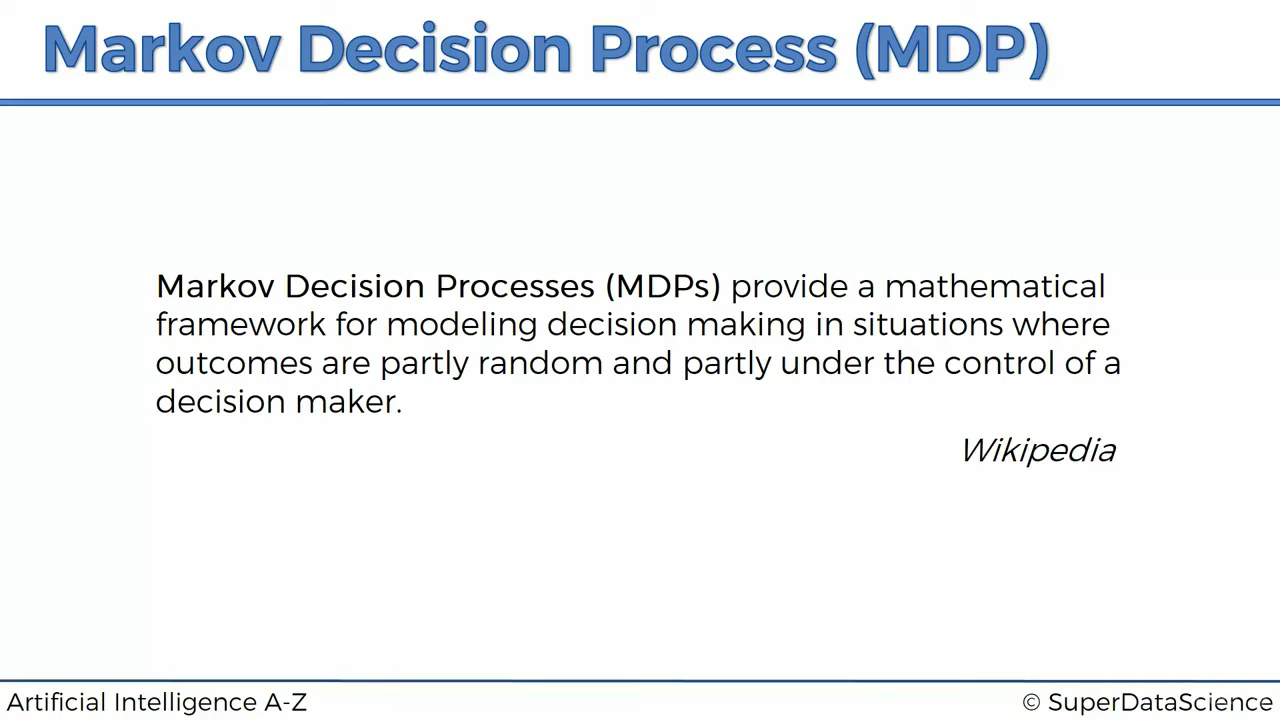 Markov Decision Process (MDP)
Markov Decision Processes (MDPs) provide a mathematical
framework for modeling decision making in situations where
outcomes are partly random and partly under the control of a
decision maker.
Wikipedia
Artificial Intelligence A-Z
© SuperDataScience